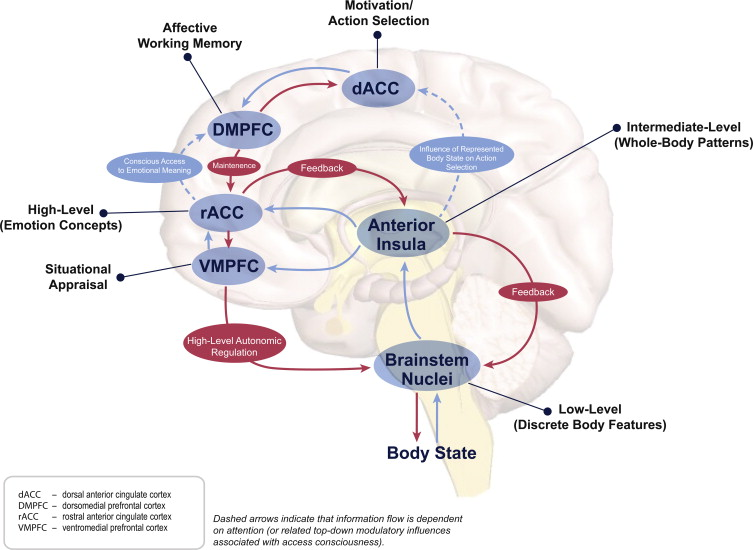 Motivation/
Action Selection
Affective
Working Memory
dACC
DMPFC
Intermediate-Level
(Whole-Body Patterns)
Conscious Access
to Emotional Meaning
Maintenence
Feedback
Influence of Represented
Body State on Action
Selection
High-Level
(Emotion Concepts)
rACC
Anterior
Insula
Situational
Appraisal
VMPFC
Feedback
High-Level Autonomic
Regulation
Brainstem
Nuclei
Low-Level
(Discrete Body Features)
Body State
dACC – dorsal anterior cingulate cortex
DMPFC – dorsomedial prefrontal cortex
rACC – rostral anterior cingulate cortex
VMPFC – ventromedial prefrontal cortex
Dashed arrows indicate that information flow is dependent
on attention (or related top-down modulatory influences
associated with access consciousness).